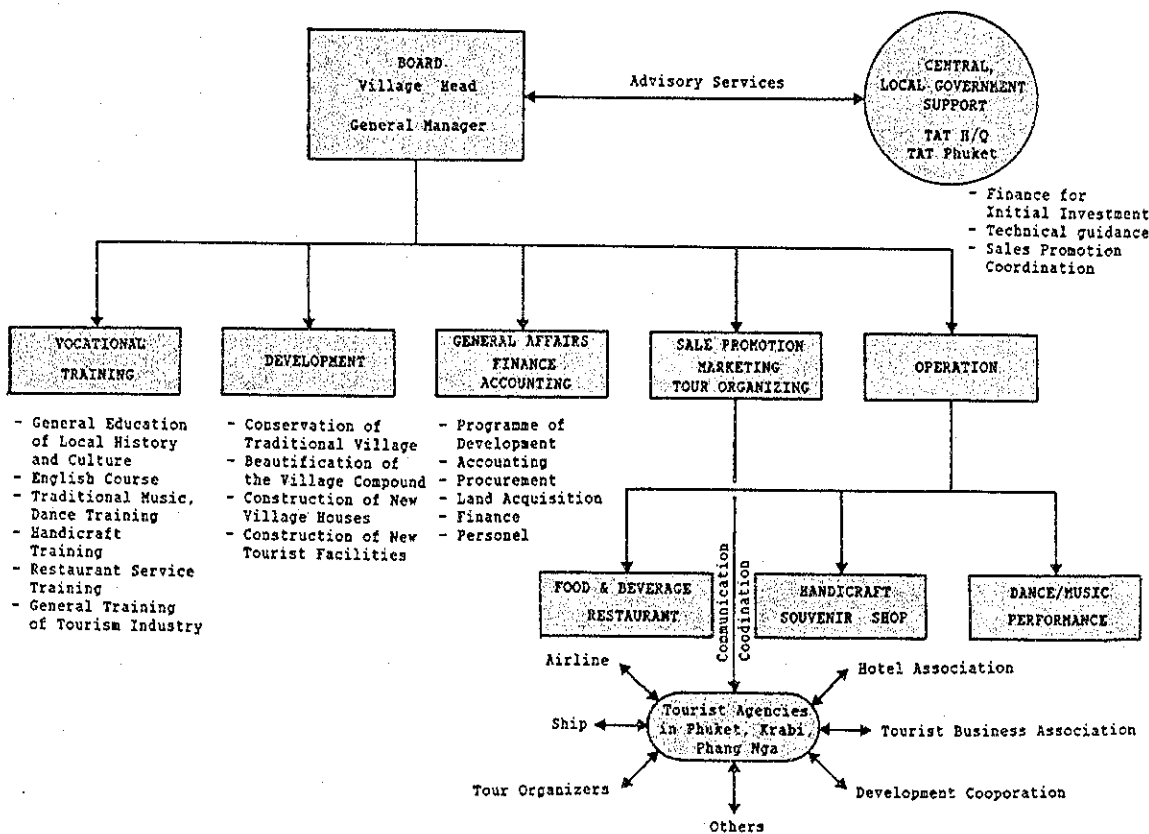 BOARD
Village Head
General Manager
Advisory Services
CENTRAL,
LOCAL GOVERNMENT
SUPPORT
TAT H/Q
TAT Phuket
- Finance for
Initial Investment
- Technical guidance
- Sales Promotion
Coordination
VOCATIONAL
TRAINING
DEVELOPMENT
GENERAL AFFAIRS
FINANCE
ACCOUNTING
SALE PROMOTION
MARKETING
TOUR ORGANIZING
OPERATION
- General Education
of Local History
and Culture
- English Course
- Traditional Music,
Dance Training
- Handicraft
Training
- Restaurant Service
Training
- General Training
of Tourism Industry
- Conservation of
Traditional Village
- Beautification of
the Village Compound
- Construction of New
Village Houses
- Construction of New
Tourist Facilities
- Programme of
Development
- Accounting
- Procurement
- Land Acquisition
- Finance
- Personel
FOOD & BEVERAGE
RESTAURANT
Communication
Coodination
HANDICRAFT
SOUVENIR SHOP
DANCE/MUSIC
PERFORMANCE
Airline
Hotel Association
Ship
Tourist Agencies
in Phuket, Krabi,
Phang Nga
Tourist Business Association
Tour Organizers
Development Cooporation
Others